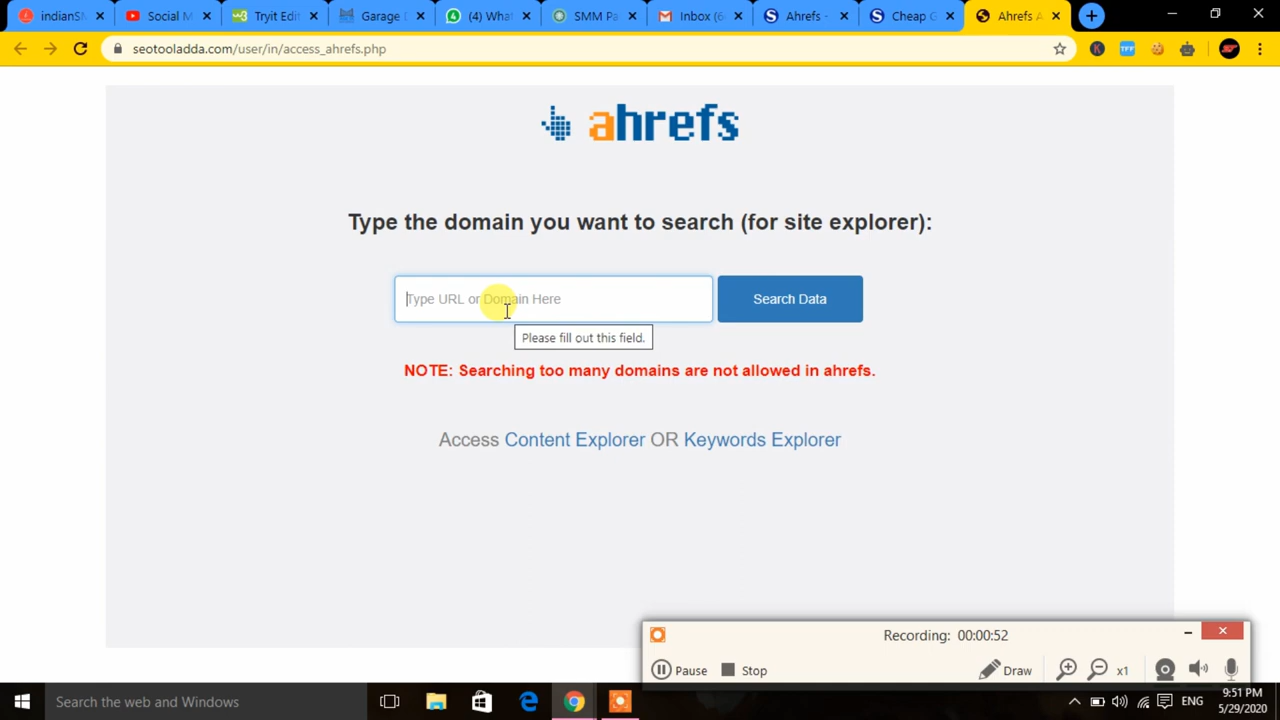 indianSM
Social M
Tryit Edi
Garage
(4) What
SMM Pa
Inbox (6
Ahrefs -
Cheap G
Ahrefs A
seotooladda.com/user/in/access_ahrefs.php
ahrefs
Type the domain you want to search (for site explorer):
Type URL or Domain Here
Search Data
Please fill out this field.
NOTE: Searching too many domains are not allowed in ahrefs.
Access Content Explorer OR Keywords Explorer
Recording: 00:00:52
Pause
Stop
Draw
x1
Search the web and Windows
ENG
9:51 PM
5/29/2020